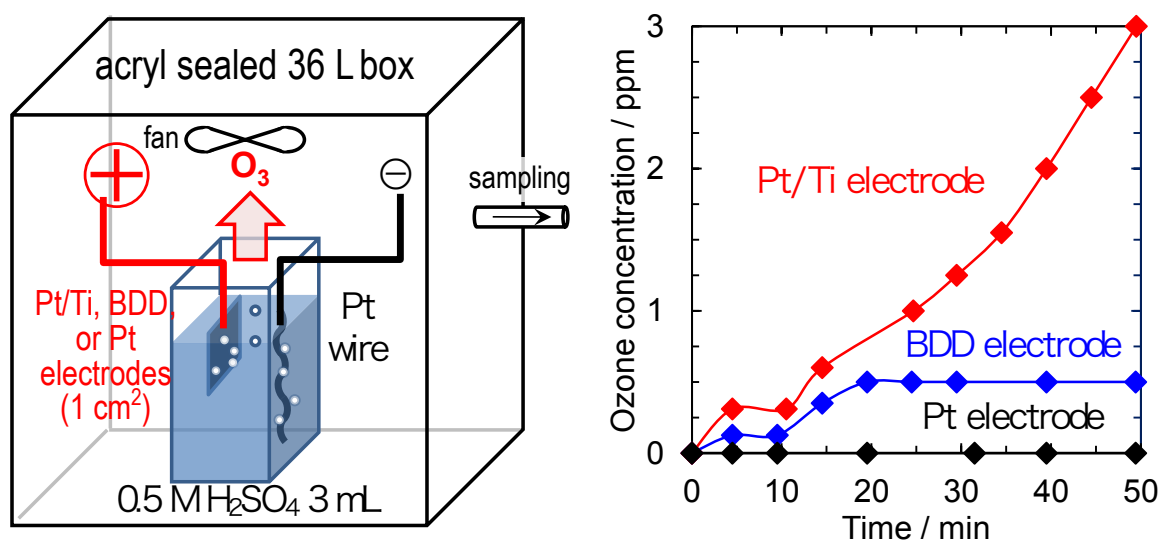 acryl sealed 36 L box
fan
O₃
+
−
sampling
Pt/Ti, BDD,
or Pt
electrodes
(1 cm²)
Pt
wire
0.5 M H₂SO₄ 3 mL
Ozone concentration / ppm
3
2
1
0
Pt/Ti electrode
BDD electrode
Pt electrode
0 10 20 30 40 50
Time / min